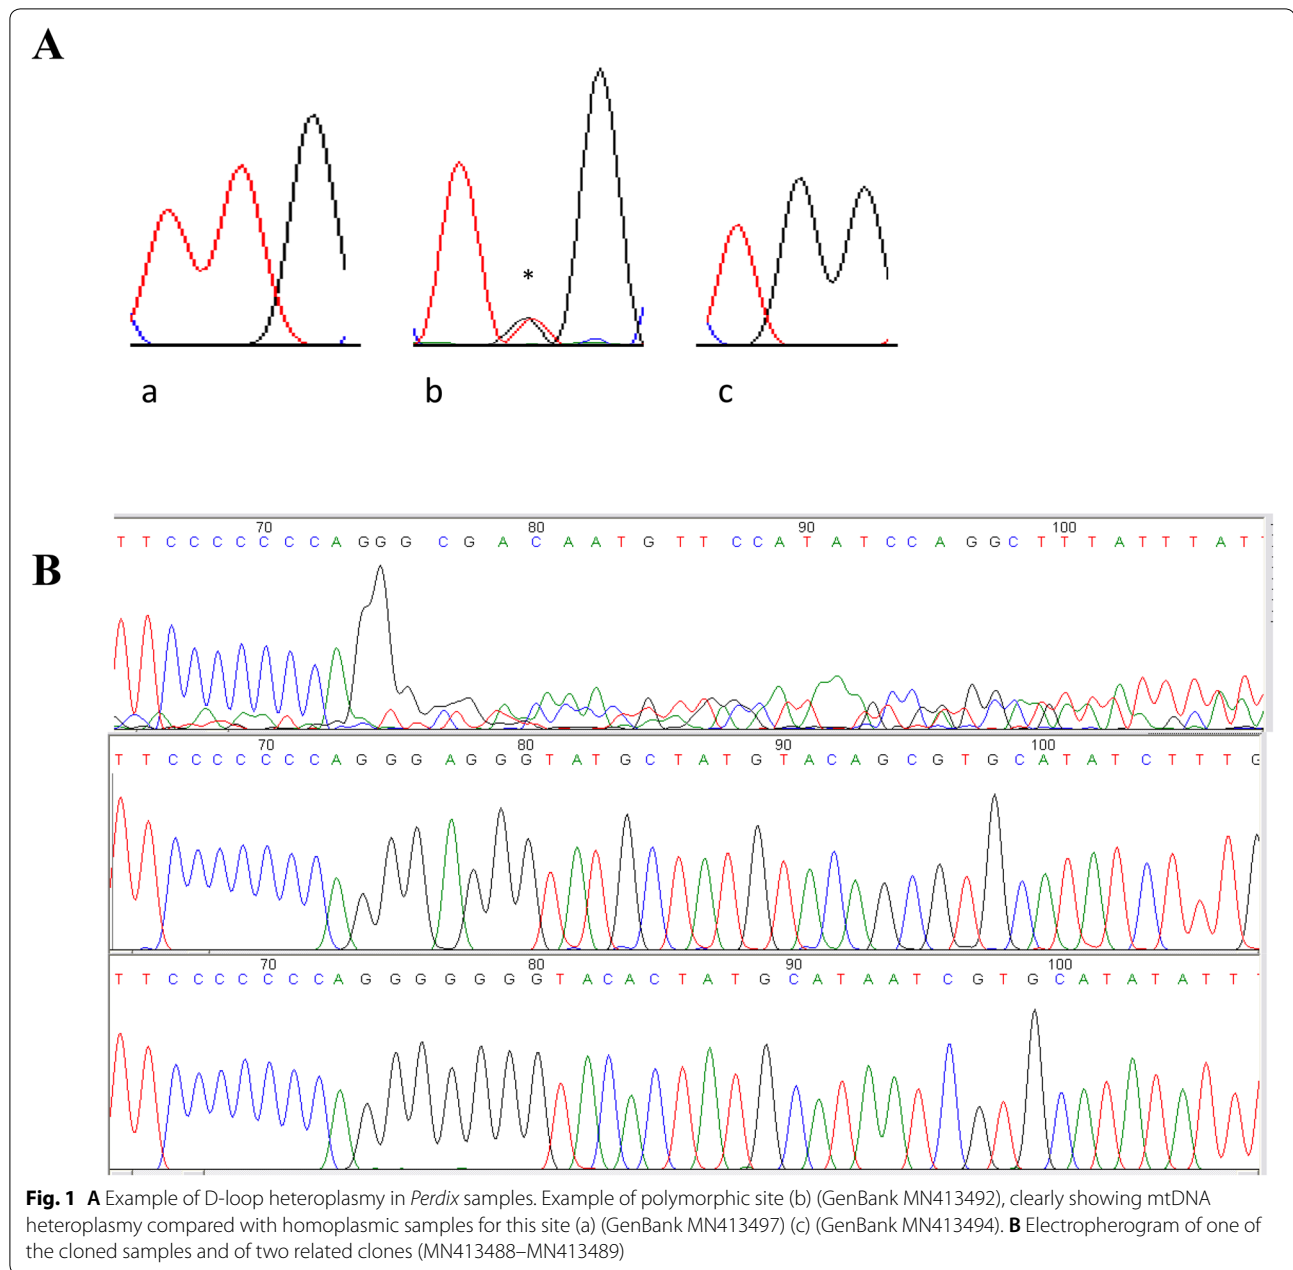 A
*
a b c
B
70 80 90 100
T T C C C C C C C A G G G C G A C A A T G T T C C A T A T C C A G G C T T T A T T T A T
70 80 90 100
T T C C C C C C C A G G G A G G G T A T G C T A T G T A C A G C G T G C A T A T C T T T G
70 80 90 100
T T C C C C C C C A G G G G G G G T A C A C T A T G C A T A A T C G T G C A T A T A T T
Fig. 1 A Example of D-loop heteroplasmy in Perdix samples. Example of polymorphic site (b) (GenBank MN413492), clearly showing mtDNA
heteroplasmy compared with homoplasmic samples for this site (a) (GenBank MN413497) (c) (GenBank MN413494). B Electropherogram of one of
the cloned samples and of two related clones (MN413488–MN413489)